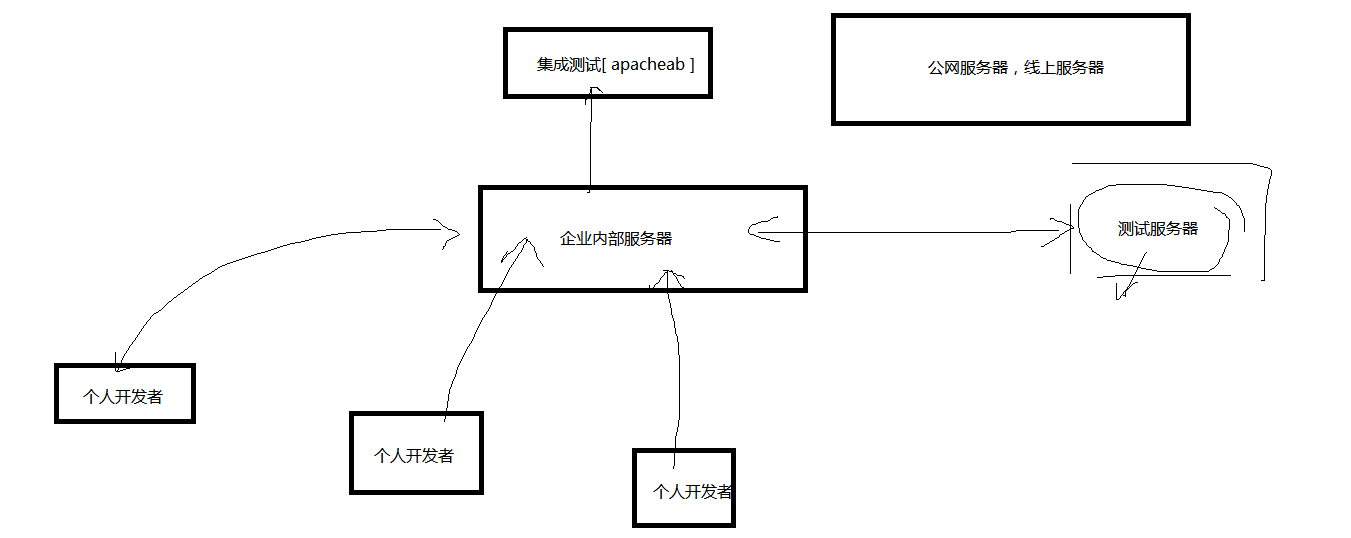 集成测试[ apacheab ]
公网服务器，线上服务器
企业内部服务器
测试服务器
个人开发者
个人开发者
个人开发者